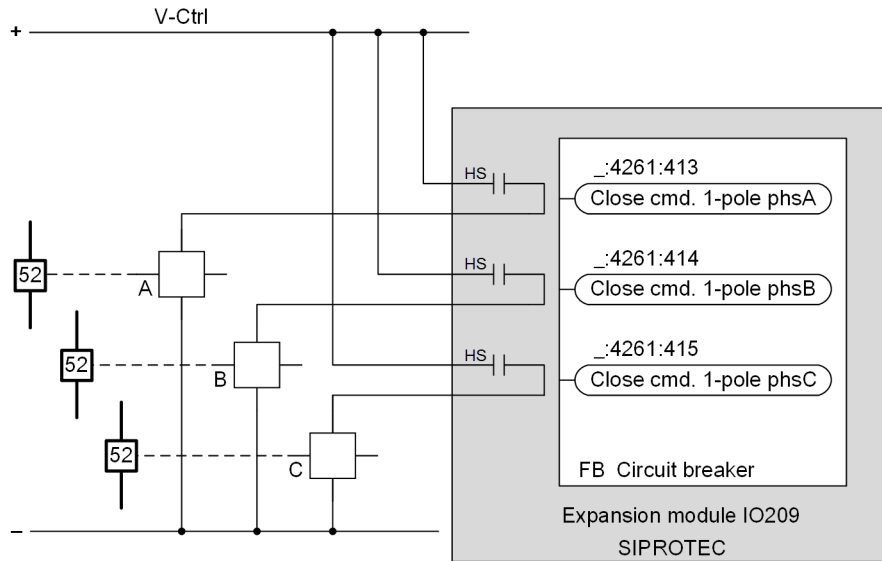 V-Ctrl
+
HS
_:4261:413
Close cmd. 1-pole phsA
52
A
HS
_:4261:414
Close cmd. 1-pole phsB
52
B
HS
_:4261:415
Close cmd. 1-pole phsC
52
C
FB Circuit breaker
–
Expansion module IO209
SIPROTEC